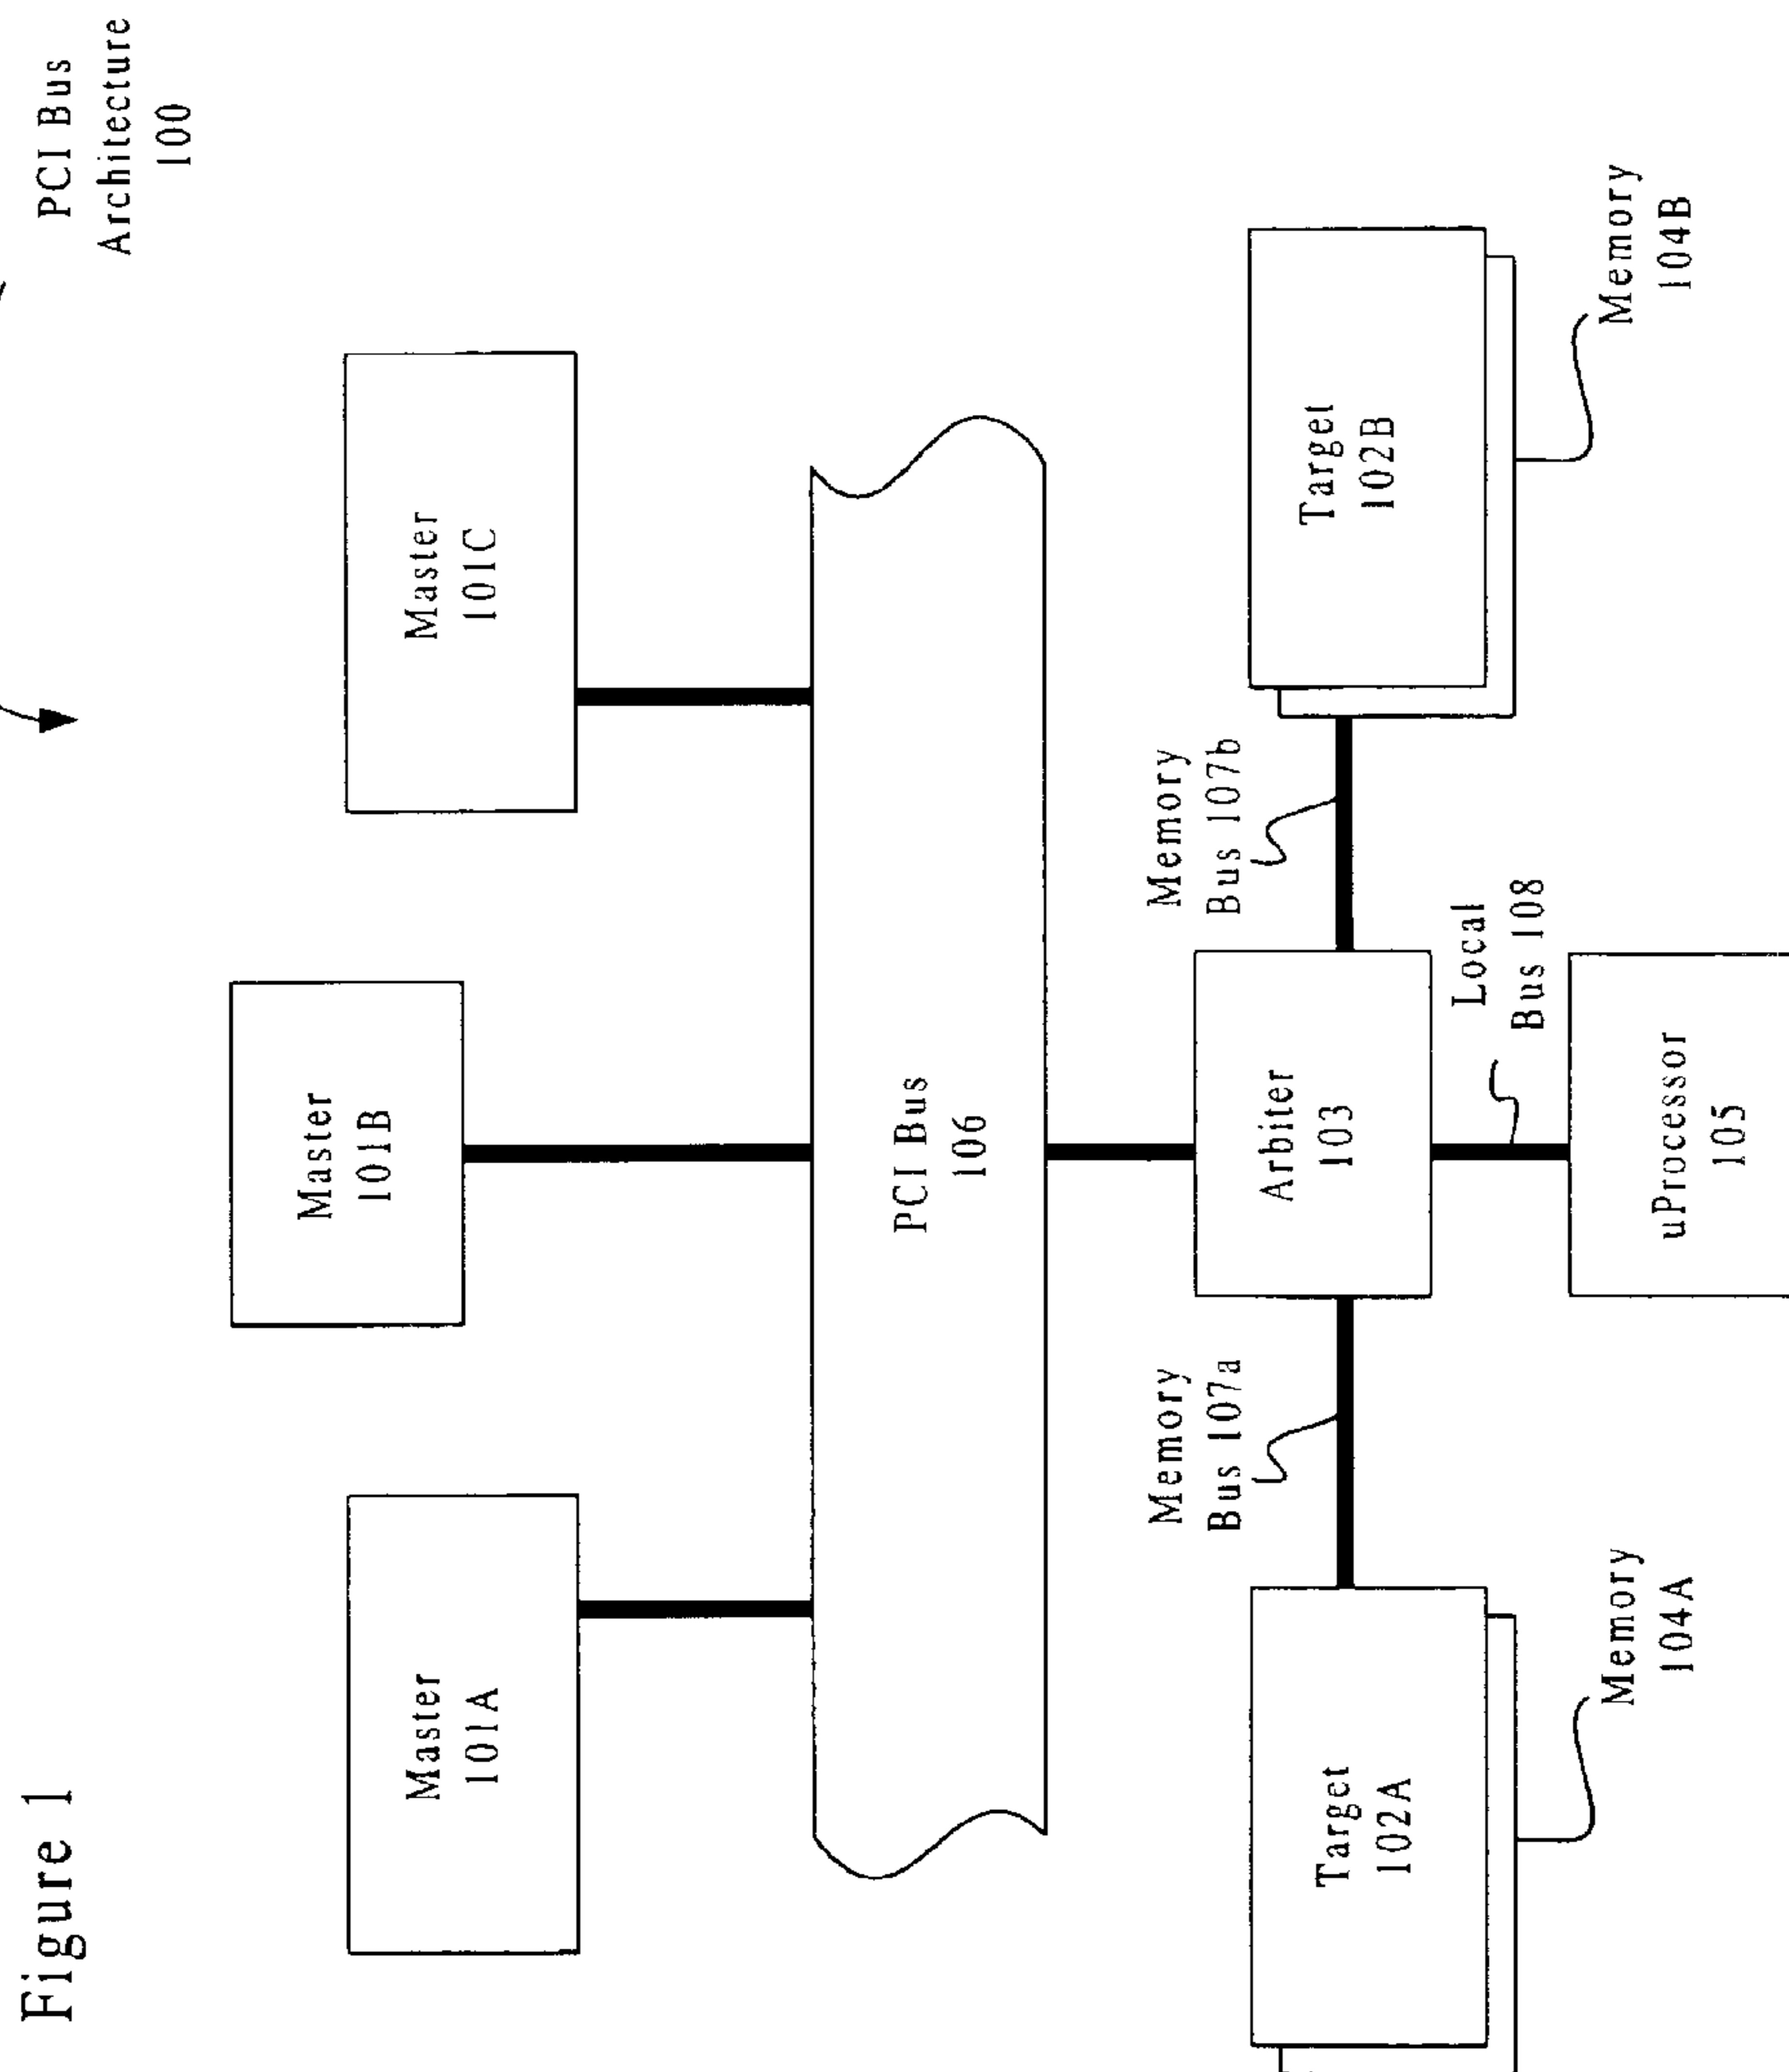 Figure 1
PCI Bus
Architecture
100
Master
101A
Master
101B
Master
101C
PCI Bus
106
Memory
Bus 107a
Memory
Bus 107b
Target
102A
Arbiter
103
Target
102B
Local
Bus 108
Memory
104A
uProcessor
105
Memory
104B